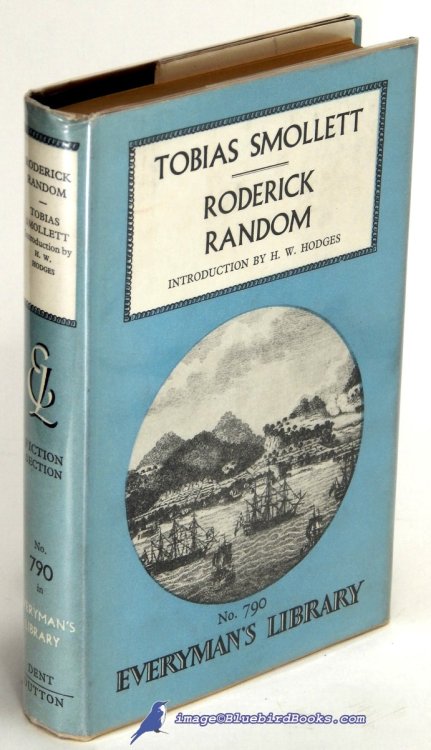 TOBIAS SMOLLETT
RODERICK
RANDOM
INTRODUCTION BY H. W. HODGES
No. 790
EVERYMAN'S LIBRARY
RODERICK
RANDOM
TOBIAS
SMOLLETT
Introduction by
H. W.
HODGES
EL
FICTION
SECTION
No.
790
in
EVERYMAN'S
LIBRARY
DENT
DUTTON
image©BluebirdBooks.com